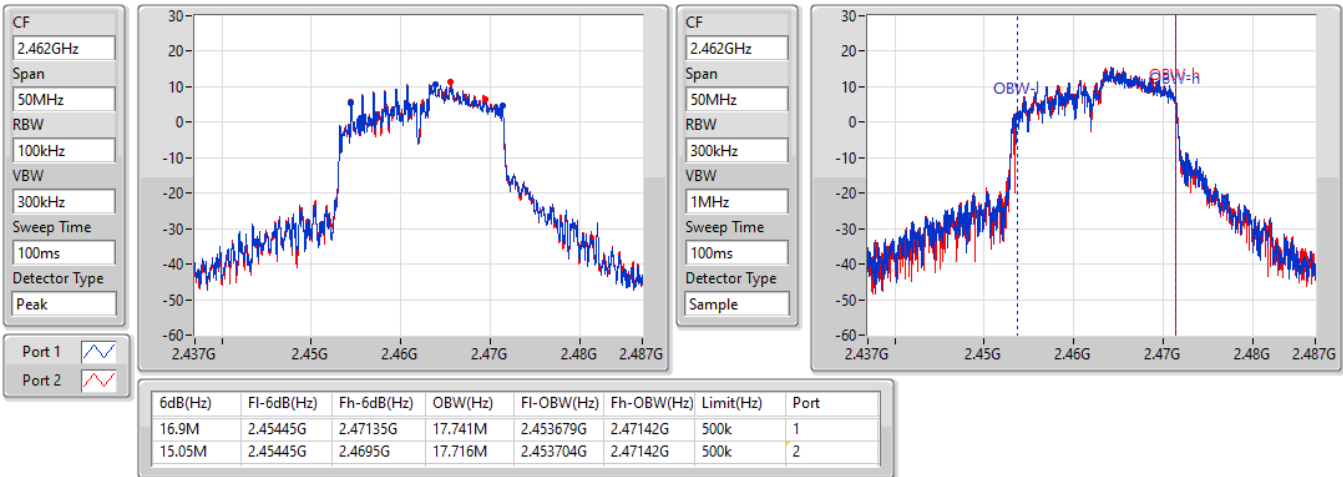 CF
2.462GHz
Span
50MHz
RBW
100kHz
VBW
300kHz
Sweep Time
100ms
Detector Type
Peak
Port 1
Port 2
30
20
10
0
-10
-20
-30
-40
-50
-60
2.437G 2.45G 2.46G 2.47G 2.48G 2.487G
CF
2.462GHz
Span
50MHz
RBW
300kHz
VBW
1MHz
Sweep Time
100ms
Detector Type
Sample
30
20
10
0
-10
-20
-30
-40
-50
-60
OBW-l
OBW-h
OBW-h
2.437G 2.45G 2.46G 2.47G 2.48G 2.487G
6dB(Hz) Fl-6dB(Hz) Fh-6dB(Hz) OBW(Hz) Fl-OBW(Hz) Fh-OBW(Hz) Limit(Hz) Port
16.9M 2.45445G 2.47135G 17.741M 2.453679G 2.47142G 500k 1
15.05M 2.45445G 2.4695G 17.716M 2.453704G 2.47142G 500k 2